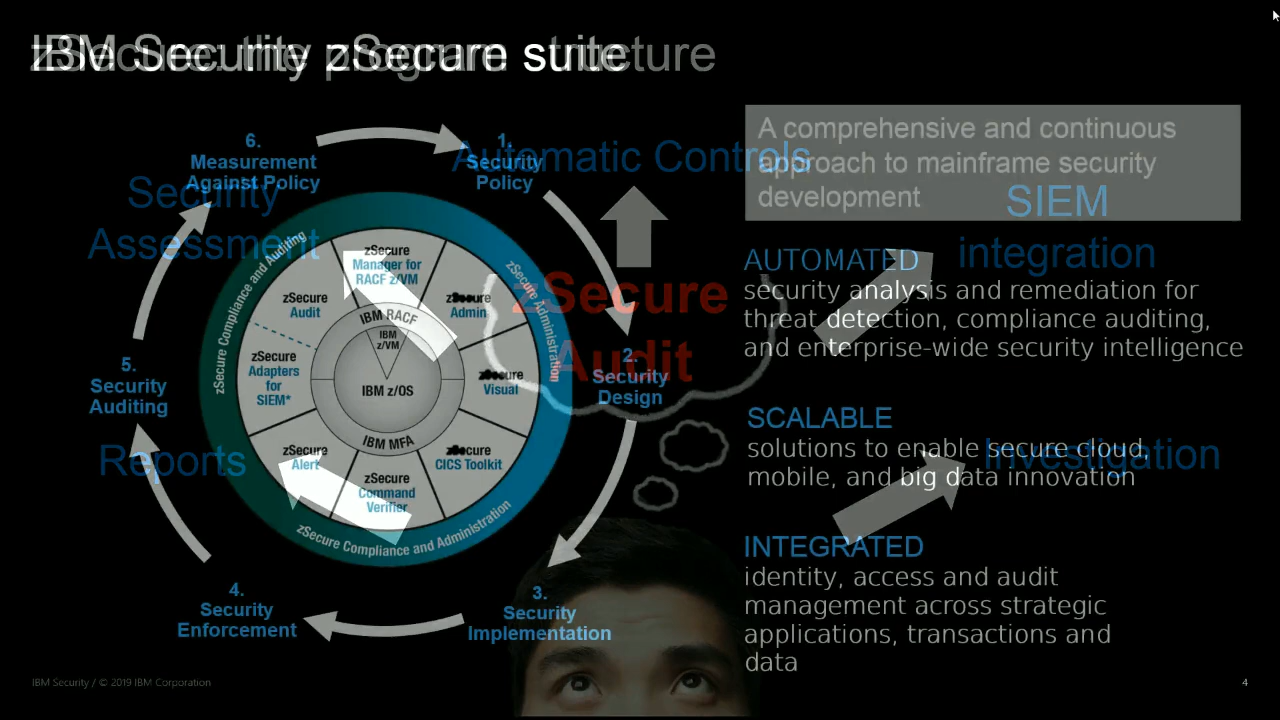 IBM Security zSecure suite
zSecure: the program structure
6.
Measurement
Against Policy
1.
Security
Policy
Automatic Controls
A comprehensive and continuous
approach to mainframe security
development
Security
Assessment
SIEM
integration
zSecure
Audit
AUTOMATED
security analysis and remediation for
threat detection, compliance auditing,
and enterprise-wide security intelligence
zSecure Compliance and Auditing
zSecure Administration
zSecure Compliance and Administration
zSecure
Manager for
RACF z/VM
zSecure
Audit
zSecure
Admin
IBM RACF
IBM
z/VM
zSecure
Adapters
for
SIEM*
IBM z/OS
zSecure
Visual
IBM MFA
zSecure
Alert
zSecure
CICS Toolkit
zSecure
Command
Verifier
5.
Security
Auditing
2.
Security
Design
SCALABLE
solutions to enable secure cloud,
mobile, and big data innovation
Reports
Investigation
INTEGRATED
identity, access and audit
management across strategic
applications, transactions and
data
4.
Security
Enforcement
3.
Security
Implementation
IBM Security / © 2019 IBM Corporation
4